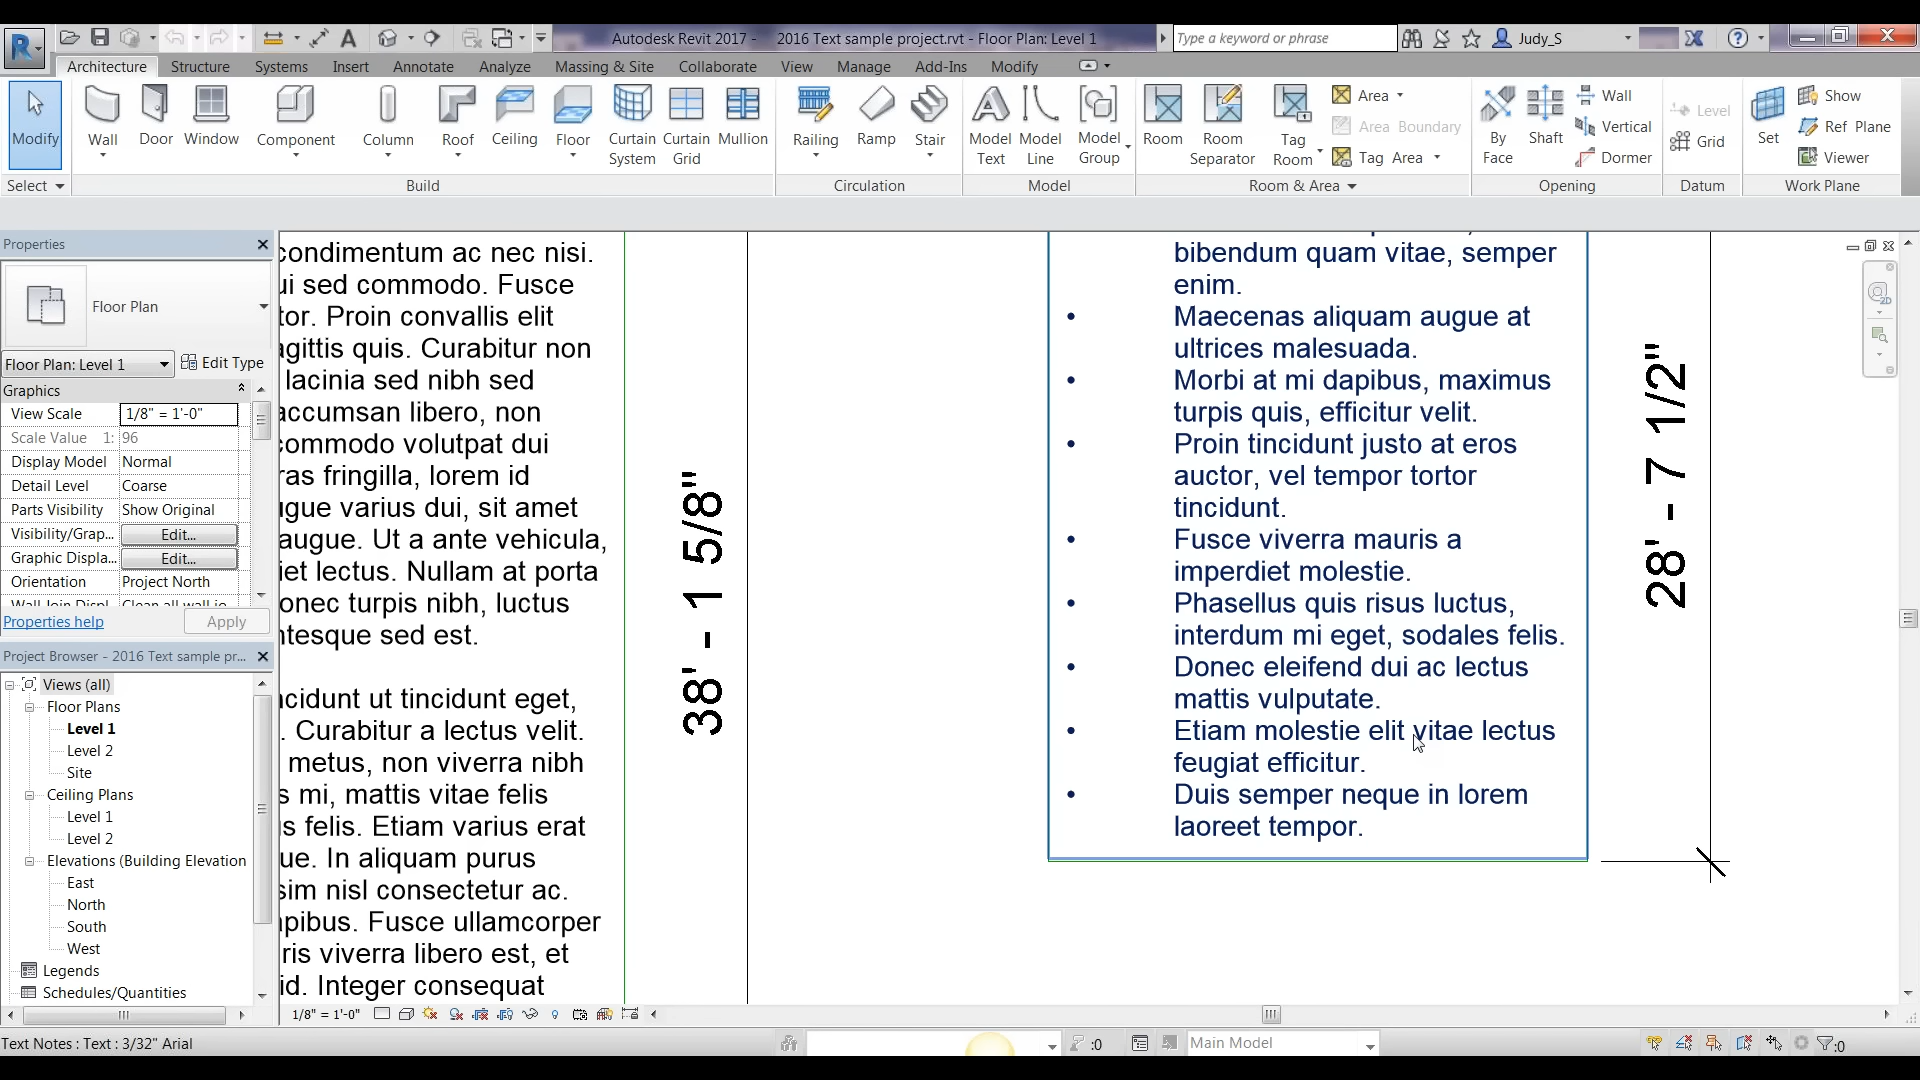 Autodesk Revit 2017 - 2016 Text sample project.rvt - Floor Plan: Level 1
Type a keyword or phrase
Judy_S
Architecture Structure Systems Insert Annotate Analyze Massing & Site Collaborate View Manage Add-Ins Modify
Modify
Wall
Door
Window
Component
Column
Roof
Ceiling
Floor
Curtain System
Curtain Grid
Mullion
Railing
Ramp
Stair
Model Text
Model Line
Model Group
Room
Room Separator
Tag Room
Area
Area Boundary
Tag Area
By Face
Shaft
Wall
Vertical
Dormer
Level
Grid
Set
Show
Ref Plane
Viewer
Select
Build
Circulation
Model
Room & Area
Opening
Datum
Work Plane
Properties
Floor Plan
Floor Plan: Level 1
Edit Type
Graphics
View Scale 1/8" = 1'-0"
Scale Value 1: 96
Display Model Normal
Detail Level Coarse
Parts Visibility Show Original
Visibility/Grap... Edit...
Graphic Displa... Edit...
Orientation Project North
Properties help
Apply
Project Browser - 2016 Text sample pr...
Views (all)
Floor Plans
Level 1
Level 2
Site
Ceiling Plans
Level 1
Level 2
Elevations (Building Elevation
East
North
South
West
Legends
Schedules/Quantities
condimentum ac nec nisi.
ui sed commodo. Fusce
tor. Proin convallis elit
agittis quis. Curabitur non
lacinia sed nibh sed
accumsan libero, non
commodo volutpat dui
ras fringilla, lorem id
ugue varius dui, sit amet
augue. Ut a ante vehicula,
iet lectus. Nullam at porta
onec turpis nibh, luctus
ntesque sed est.
ncidunt ut tincidunt eget,
. Curabitur a lectus velit.
metus, non viverra nibh
s mi, mattis vitae felis
us felis. Etiam varius erat
ue. In aliquam purus
sim nisl consectetur ac.
apibus. Fusce ullamcorper
ris viverra libero est, et
id. Integer consequat
38' - 1 5/8"
bibendum quam vitae, semper
enim.
• Maecenas aliquam augue at
ultrices malesuada.
• Morbi at mi dapibus, maximus
turpis quis, efficitur velit.
• Proin tincidunt justo at eros
auctor, vel tempor tortor
tincidunt.
• Fusce viverra mauris a
imperdiet molestie.
• Phasellus quis risus luctus,
interdum mi eget, sodales felis.
• Donec eleifend dui ac lectus
mattis vulputate.
• Etiam molestie elit vitae lectus
feugiat efficitur.
• Duis semper neque in lorem
laoreet tempor.
28' - 7 1/2"
1/8" = 1'-0"
Text Notes : Text : 3/32" Arial
:0
Main Model
:0